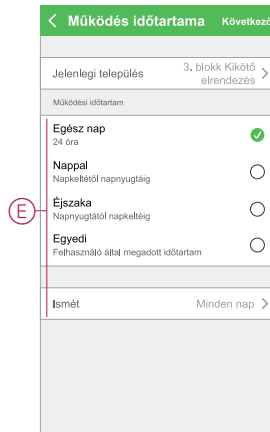 Működés időtartama
Következő
Jelenlegi település
3. blokk Kikötő
elrendezés
Működési időtartam
Egész nap
24 óra
Nappal
Napkeltétől napnyugtáig
Éjszaka
Napnyugtától napkeltéig
Egyedi
Felhasználó által megadott időtartam
E
Ismét
Minden nap